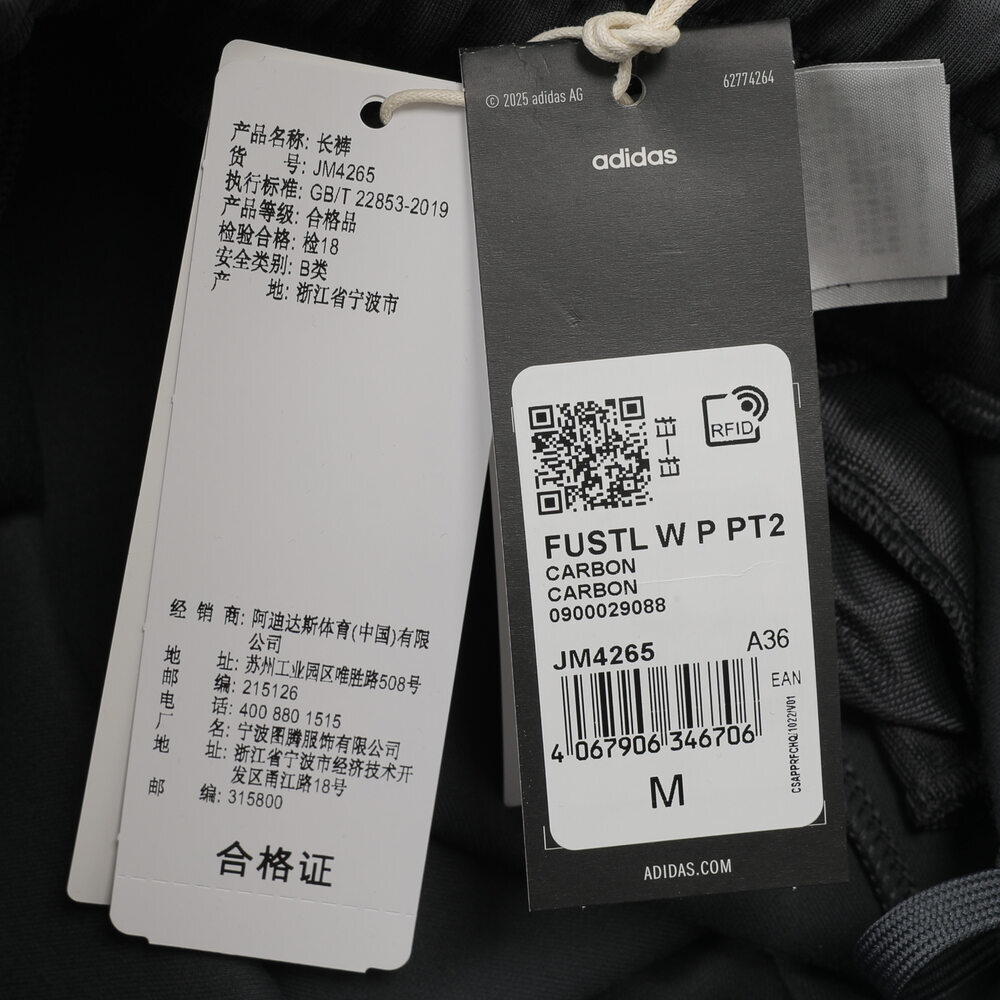 产品名称: 长裤
货 号: JM4265
执行标准: GB/T 22853-2019
产品等级: 合格品
检验合格: 检18
安全类别: B类
产 地: 浙江省宁波市
经 销 商: 阿迪达斯体育(中国)有限
公司
地 址: 苏州工业园区唯胜路508号
邮 编: 215126
电 话: 400 880 1515
厂 名: 宁波图腾服饰有限公司
地 址: 浙江省宁波市经济技术开
发区甬江路18号
邮 编: 315800
合格证
© 2025 adidas AG
62774264
adidas
扫一扫
RFID
FUSTL W P PT2
CARBON
CARBON
0900029088
JM4265
A36
EAN
4 067906 346706
CSAPPRFCHQ/1022/V01
M
ADIDAS.COM